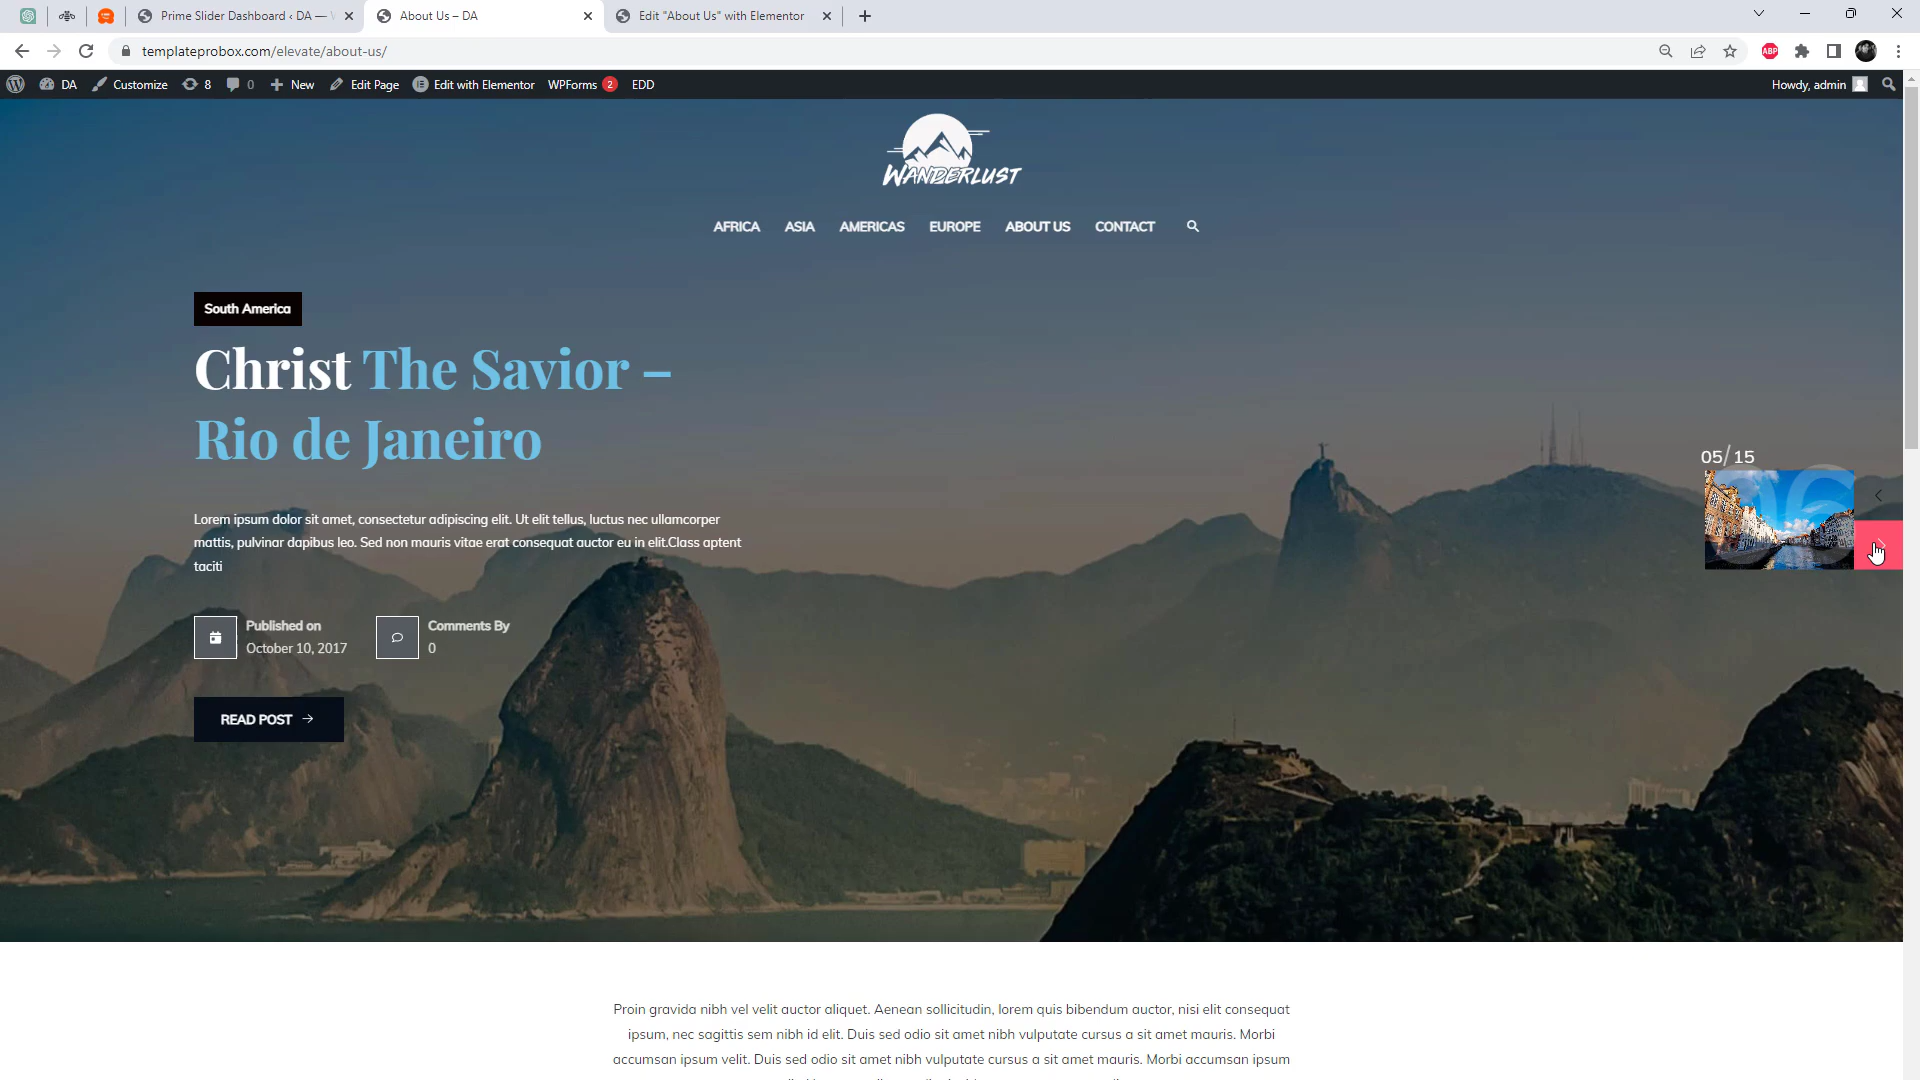 Prime Slider Dashboard ‹ DA —
About Us – DA
Edit "About Us" with Elementor
templateprobox.com/elevate/about-us/
ABP
DA
Customize
8
0
New
Edit Page
Edit with Elementor
WPForms 2
EDD
Howdy, admin
WANDERLUST
AFRICA
ASIA
AMERICAS
EUROPE
ABOUT US
CONTACT
South America
Christ The Savior –
Rio de Janeiro
05/ 15
06
Lorem ipsum dolor sit amet, consectetur adipiscing elit. Ut elit tellus, luctus nec ullamcorper
mattis, pulvinar dapibus leo. Sed non mauris vitae erat consequat auctor eu in elit.Class aptent
taciti
Published on
October 10, 2017
Comments By
0
READ POST
Proin gravida nibh vel velit auctor aliquet. Aenean sollicitudin, lorem quis bibendum auctor, nisi elit consequat
ipsum, nec sagittis sem nibh id elit. Duis sed odio sit amet nibh vulputate cursus a sit amet mauris. Morbi
accumsan ipsum velit. Duis sed odio sit amet nibh vulputate cursus a sit amet mauris. Morbi accumsan ipsum